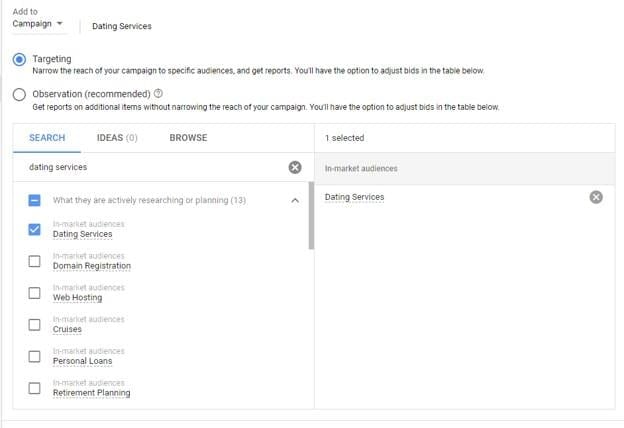 Add to
Campaign
Dating Services
Targeting
Narrow the reach of your campaign to specific audiences, and get reports. You'll have the option to adjust bids in the table below.
Observation (recommended)
Get reports on additional items without narrowing the reach of your campaign. You'll have the option to adjust bids in the table below.
SEARCH IDEAS (0) BROWSE
1 selected
dating services
In-market audiences
What they are actively researching or planning (13)
Dating Services
In-market audiences
Dating Services
In-market audiences
Domain Registration
In-market audiences
Web Hosting
In-market audiences
Cruises
In-market audiences
Personal Loans
In-market audiences
Retirement Planning